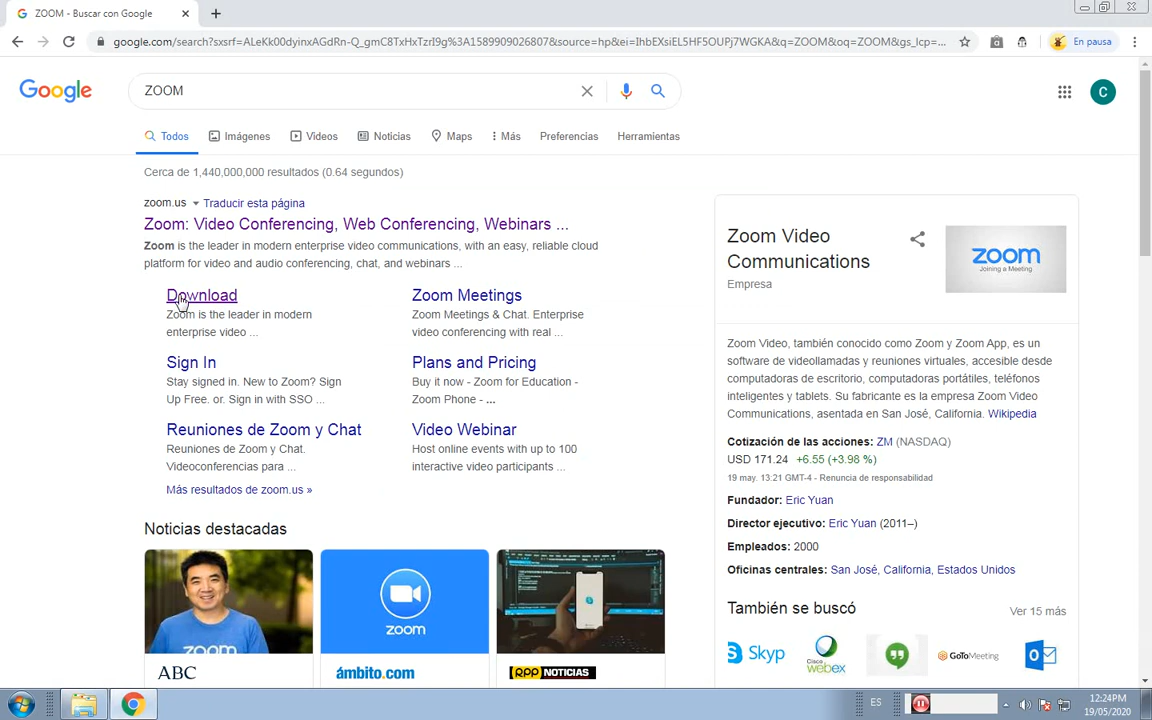 ZOOM - Buscar con Google
google.com/search?sxsrf=ALeKk00dyinxAGdRn-Q_gmC8TxHxTzrI9g%3A1589909026807&source=hp&ei=IhbEXsiEL5HF5OUPj7WGKA&q=ZOOM&oq=ZOOM&gs_lcp=...
En pausa
Google
ZOOM
C
Todos
Imágenes
Videos
Noticias
Maps
Más
Preferencias
Herramientas
Cerca de 1,440,000,000 resultados (0.64 segundos)
zoom.us Traducir esta página
Zoom: Video Conferencing, Web Conferencing, Webinars ...
Zoom is the leader in modern enterprise video communications, with an easy, reliable cloud
platform for video and audio conferencing, chat, and webinars ...
Download
Zoom is the leader in modern
enterprise video ...
Zoom Meetings
Zoom Meetings & Chat. Enterprise
video conferencing with real ...
Sign In
Stay signed in. New to Zoom? Sign
Up Free. or. Sign in with SSO ...
Plans and Pricing
Buy it now - Zoom for Education -
Zoom Phone - ...
Reuniones de Zoom y Chat
Reuniones de Zoom y Chat.
Videoconferencias para ...
Video Webinar
Host online events with up to 100
interactive video participants ...
Más resultados de zoom.us »
Noticias destacadas
zoom
ABC
ámbito.com
RPP NOTICIAS
Zoom Video
Communications
Empresa
zoom
Joining a Meeting
Zoom Video, también conocido como Zoom y Zoom App, es un
software de videollamadas y reuniones virtuales, accesible desde
computadoras de escritorio, computadoras portátiles, teléfonos
inteligentes y tablets. Su fabricante es la empresa Zoom Video
Communications, asentada en San José, California. Wikipedia
Cotización de las acciones: ZM (NASDAQ)
USD 171.24 +6.55 (+3.98 %)
19 may. 13:21 GMT-4 - Renuncia de responsabilidad
Fundador: Eric Yuan
Director ejecutivo: Eric Yuan (2011–)
Empleados: 2000
Oficinas centrales: San José, California, Estados Unidos
También se buscó
Ver 15 más
Skyp
Cisco
webex
GoToMeeting
ES
12:24PM
19/05/2020